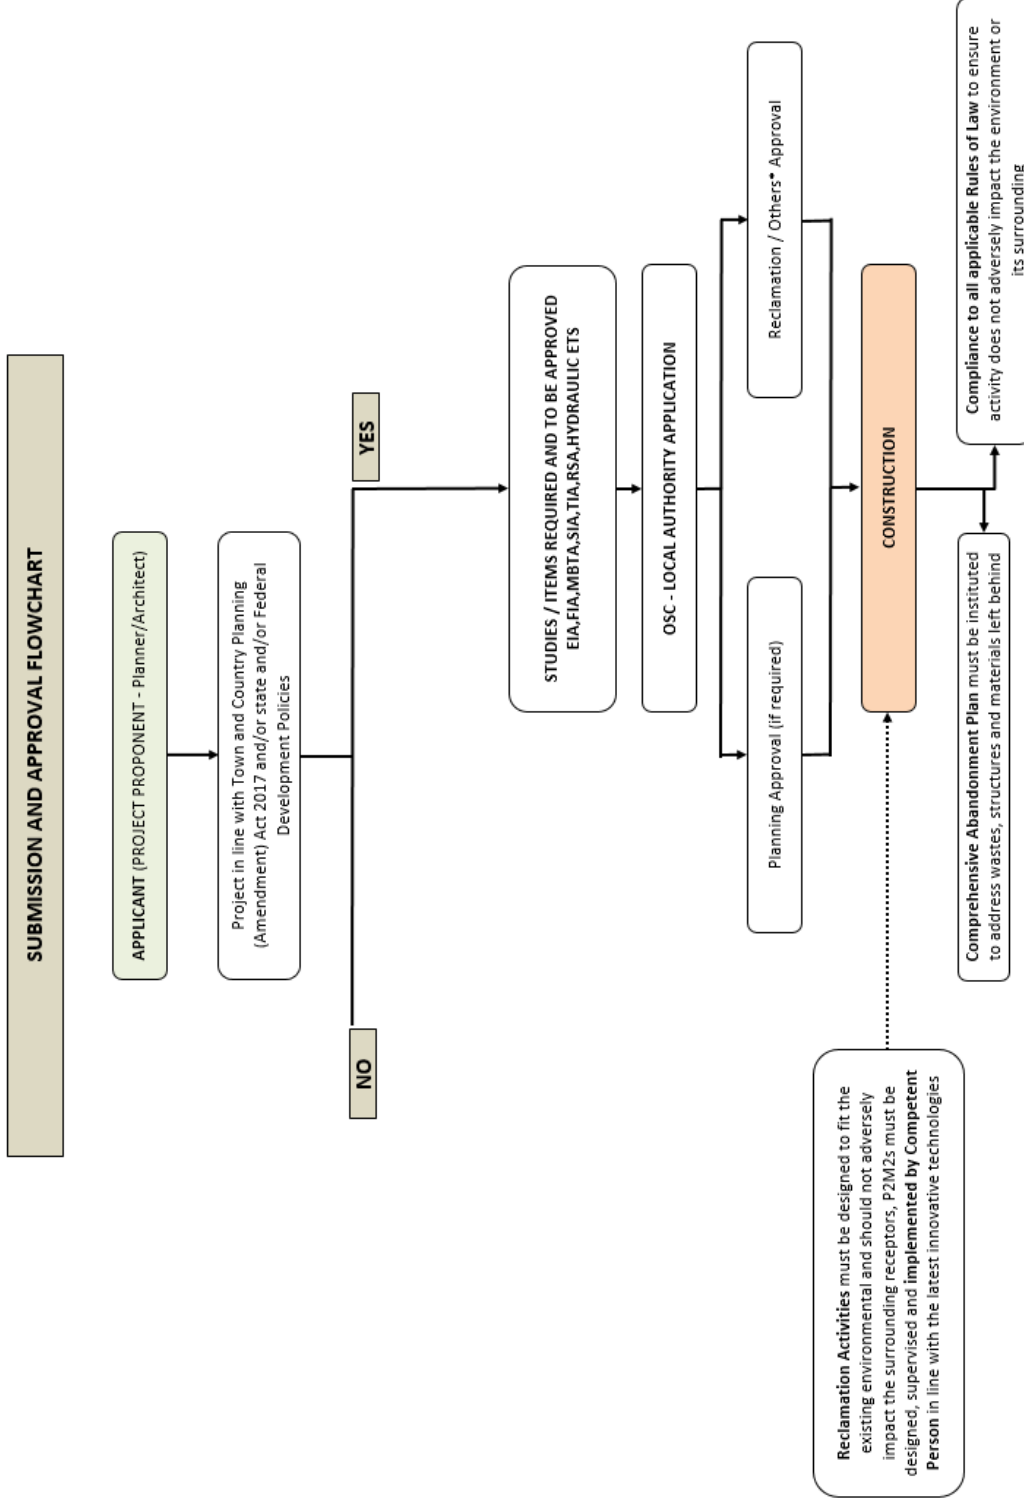 SUBMISSION AND APPROVAL FLOWCHART
APPLICANT (PROJECT PROPONENT - Planner/Architect)
Project in line with Town and Country Planning
(Amendment) Act 2017 and/or state and/or Federal
Development Policies
NO
YES
STUDIES / ITEMS REQUIRED AND TO BE APPROVED
EIA,FIA,MBTA,SIA,TIA,RSA,HYDRAULIC ETS
OSC - LOCAL AUTHORITY APPLICATION
Planning Approval (if required)
Reclamation / Others* Approval
Reclamation Activities must be designed to fit the
existing environmental and should not adversely
impact the surrounding receptors, P2M2s must be
designed, supervised and implemented by Competent
Person in line with the latest innovative technologies
CONSTRUCTION
Comprehensive Abandonment Plan must be instituted
to address wastes, structures and materials left behind
Compliance to all applicable Rules of Law to ensure
activity does not adversely impact the environment or
its surrounding